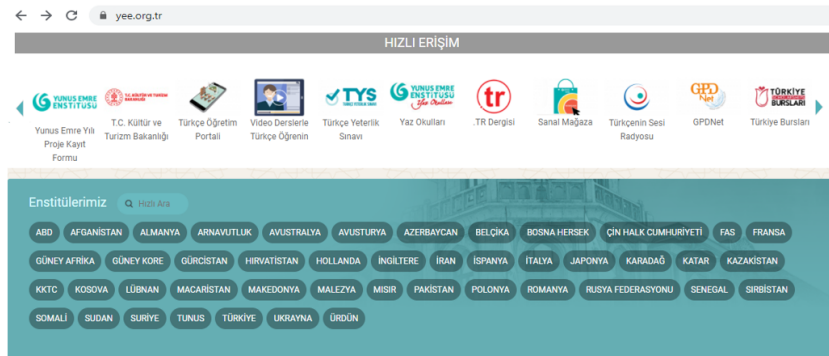 yee.org.tr
HIZLI ERİŞİM
YUNUS EMRE
ENSTİTÜSÜ
T.C. KÜLTÜR VE TURİZM
BAKANLIĞI
TYS
TÜRKÇE YETERLİK SINAVI
YUNUS EMRE
ENSTİTÜSÜ
Yaz Okulları
tr
GPD
Net
TÜRKİYE
BURSLARI
Yunus Emre Yılı
Proje Kayıt
Formu
T.C. Kültür ve
Turizm Bakanlığı
Türkçe Öğretim
Portali
Video Derslerle
Türkçe Öğrenin
Türkçe Yeterlik
Sınavı
Yaz Okulları
.TR Dergisi
Sanal Mağaza
Türkçenin Sesi
Radyosu
GPDNet
Türkiye Bursları
Enstitülerimiz Hızlı Ara
ABD AFGANİSTAN ALMANYA ARNAVUTLUK AVUSTRALYA AVUSTURYA AZERBAYCAN BELÇİKA BOSNA HERSEK ÇİN HALK CUMHURİYETİ FAS FRANSA
GÜNEY AFRİKA GÜNEY KORE GÜRCİSTAN HIRVATİSTAN HOLLANDA İNGİLTERE İRAN İSPANYA İTALYA JAPONYA KARADAĞ KATAR KAZAKİSTAN
KKTC KOSOVA LÜBNAN MACARİSTAN MAKEDONYA MALEZYA MISIR PAKİSTAN POLONYA ROMANYA RUSYA FEDERASYONU SENEGAL SIRBİSTAN
SOMALİ SUDAN SURİYE TUNUS TÜRKİYE UKRAYNA ÜRDÜN